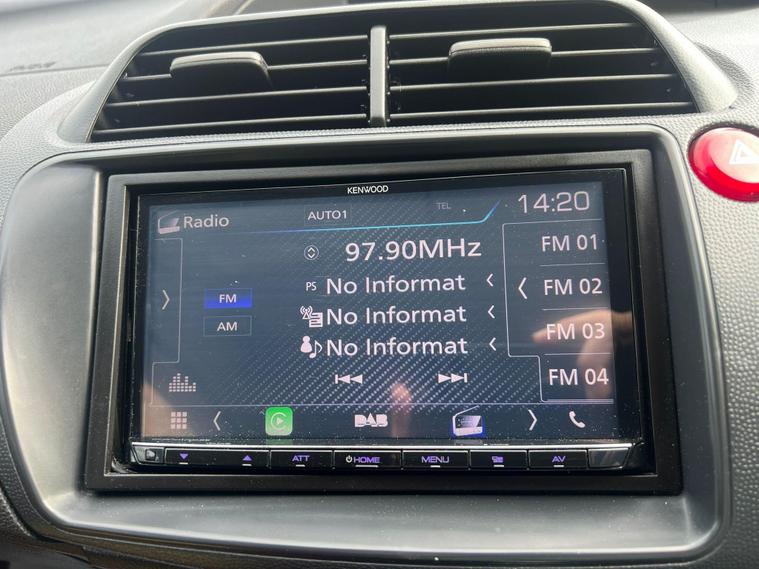 KENWOOD
Radio
AUTO1
TEL
14:20
97.90MHz
FM 01
PS No Informat
FM 02
FM
No Informat
AM
FM 03
No Informat
FM 04
DAB
ATT
HOME
MENU
AV